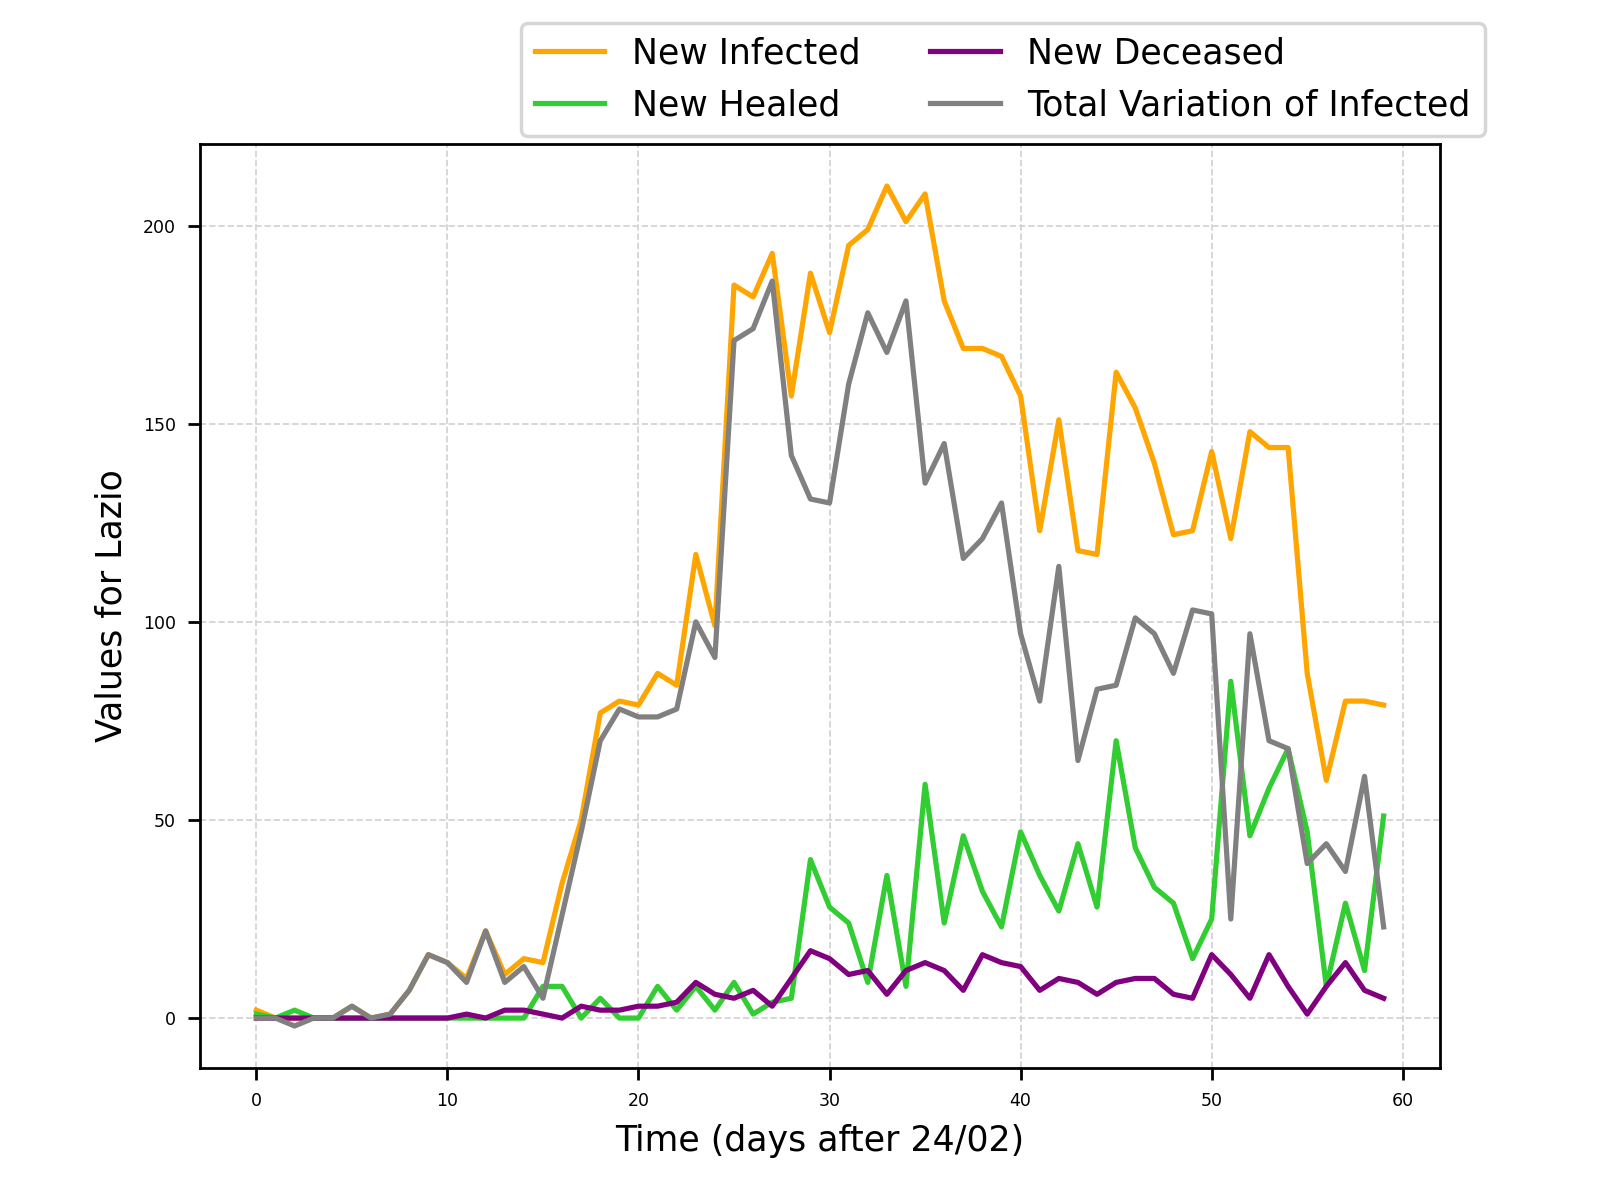 New Infected
New Healed
New Deceased
Total Variation of Infected
200
150
100
50
0
Values for Lazio
0 10 20 30 40 50 60
Time (days after 24/02)